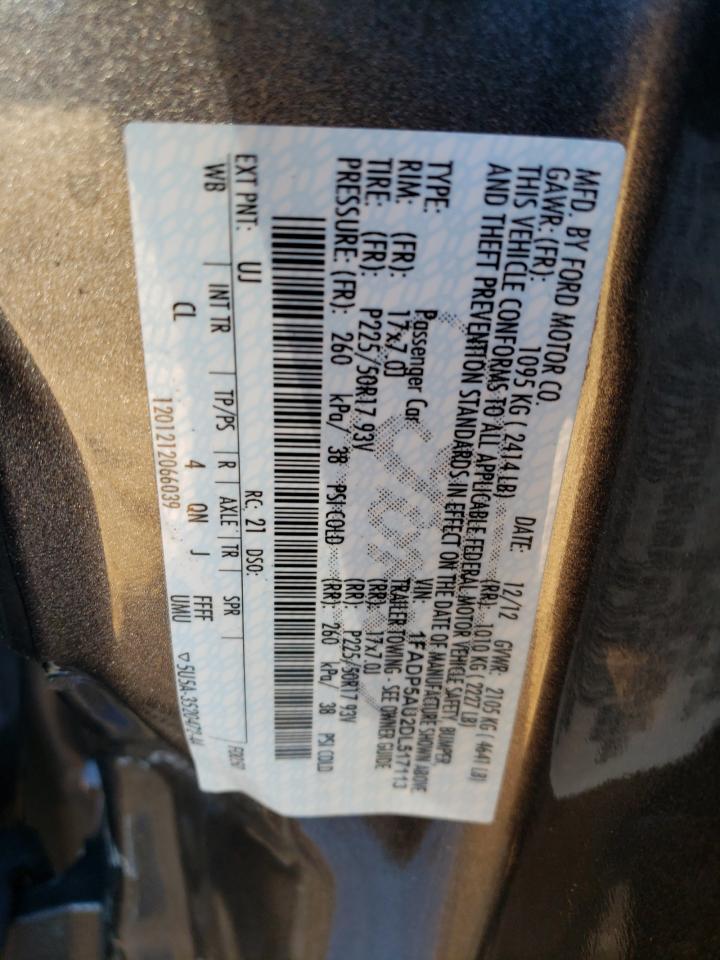 MFD. BY FORD MOTOR CO.
DATE: 12/12 GVWR: 2105 KG ( 4641 LB)
GAWR: (FR): 1095 KG ( 2414 LB) (RR): 1010 KG ( 2227 LB)
THIS VEHICLE CONFORMS TO ALL APPLICABLE FEDERAL MOTOR VEHICLE SAFETY, BUMPER,
AND THEFT PREVENTION STANDARDS IN EFFECT ON THE DATE OF MANUFACTURE SHOWN ABOVE.
VIN: 1FADP5AU2DL517113
TYPE: Passenger Car TRAILER TOWING - SEE OWNER GUIDE
RIM: (FR): 17x7.0J (RR): 17x7.0J
TIRE: (FR): P225/50R17 93V (RR): P225/50R17 93V
PRESSURE: (FR): 260 kPa/ 38 PSI COLD (RR): 260 kPa/ 38 PSI COLD
EXT PNT: UJ RC: 21 DSO:
WB | INT TR | TP/PS | R | AXLE | TR | SPR
CL 4 QN J FFFF
1201212066039 UMU
▽5U5A-3520472-AA